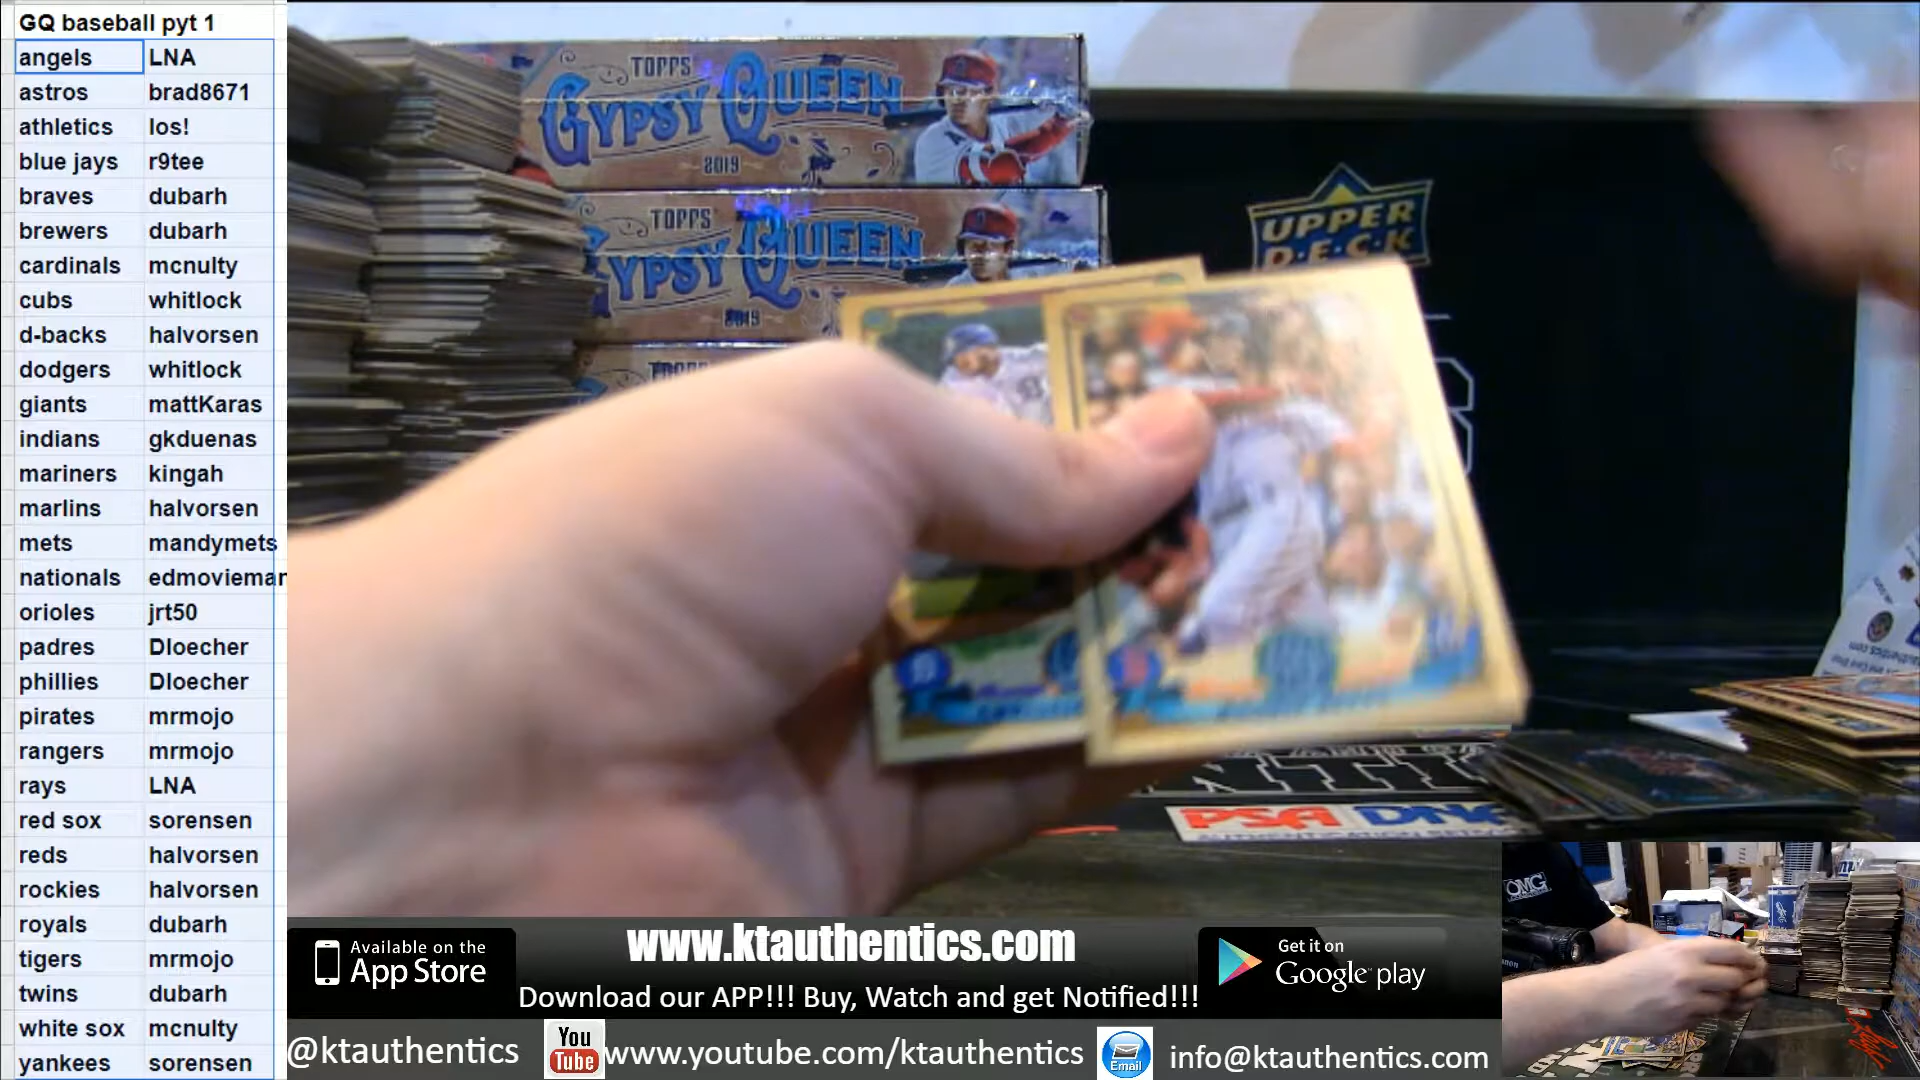 GQ baseball pyt 1
angels LNA
astros brad8671
athletics los!
blue jays r9tee
braves dubarh
brewers dubarh
cardinals mcnulty
cubs whitlock
d-backs halvorsen
dodgers whitlock
giants mattKaras
indians gkduenas
mariners kingah
marlins halvorsen
mets mandymets
nationals edmovieman
orioles jrt50
padres Dloecher
phillies Dloecher
pirates mrmojo
rangers mrmojo
rays LNA
red sox sorensen
reds halvorsen
rockies halvorsen
royals dubarh
tigers mrmojo
twins dubarh
white sox mcnulty
yankees sorensen
TOPPS
GYPSY QUEEN
2019
TOPPS
GYPSY QUEEN
2019
UPPER
D·E·C·K
PSA DNA
OMG
Available on the
App Store
www.ktauthentics.com
Download our APP!!! Buy, Watch and get Notified!!!
Get it on
Google play
@ktauthentics
You
Tube
www.youtube.com/ktauthentics
Email
info@ktauthentics.com